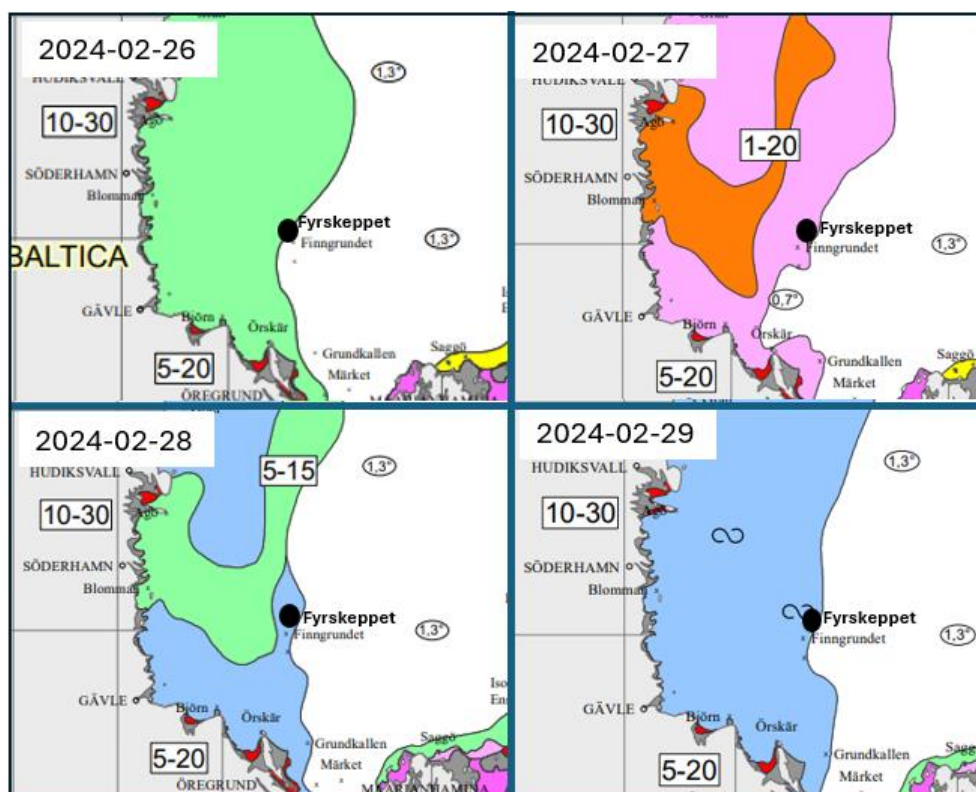 2024-02-26
HUDIKSVALL
1,3°
10-30
Agö
SÖDERHAMN
Blomman
Fyrskeppet
Finngrundet
1,3°
BALTICA
GÄVLE
Björn
Örskär
5-20
Grundkallen
Saggö
Märket
ÖREGRUND
2024-02-27
HUDIKSVALL
10-30
Agö
1-20
SÖDERHAMN
Blomman
Fyrskeppet
Finngrundet
1,3°
0,7°
GÄVLE
Björn
Örskär
5-20
Grundkallen
Saggö
Märket
2024-02-28
HUDIKSVALL
5-15
1,3°
10-30
Agö
SÖDERHAMN
Blomman
Fyrskeppet
Finngrundet
1,3°
GÄVLE
Björn
Örskär
5-20
Grundkallen
Saggö
Märket
ÖREGRUND
MAARIANHAMINA
2024-02-29
HUDIKSVALL
1,3°
10-30
Agö
SÖDERHAMN
Blomman
Fyrskeppet
Finngrundet
1,3°
GÄVLE
Björn
Örskär
5-20
Grundkallen
Saggö
Märket